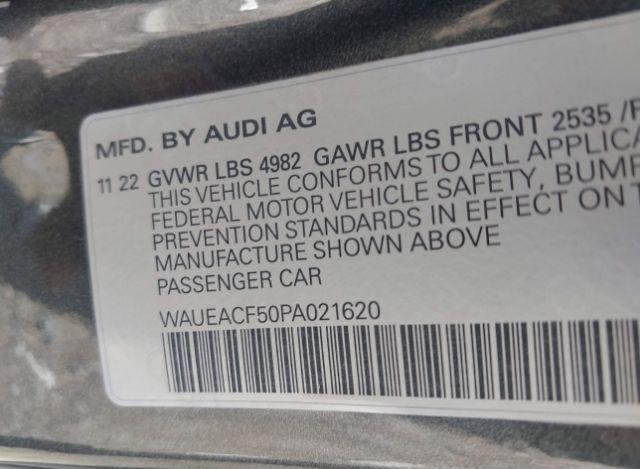 MFD. BY AUDI AG
11 22 GVWR LBS 4982 GAWR LBS FRONT 2535
THIS VEHICLE CONFORMS TO ALL
FEDERAL MOTOR VEHICLE SAFETY,
PREVENTION STANDARDS IN EFFECT ON
MANUFACTURE SHOWN ABOVE
PASSENGER CAR
WAUEACF50PA021620